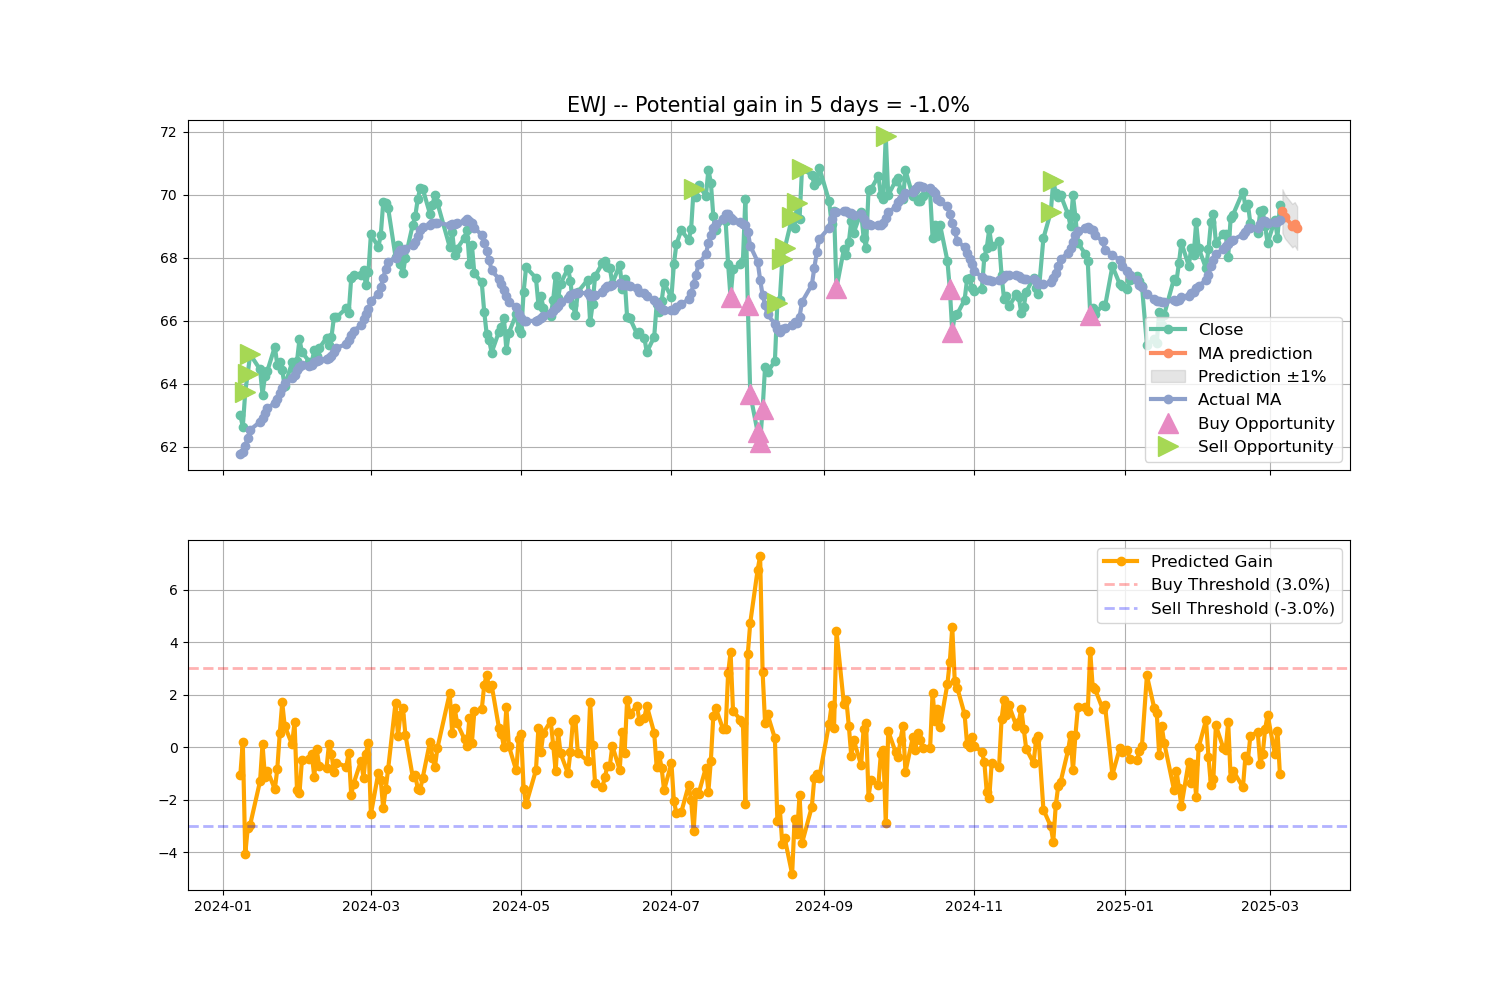 EWJ -- Potential gain in 5 days = -1.0%
72
70
68
66
64
62
Close
MA prediction
Prediction ±1%
Actual MA
Buy Opportunity
Sell Opportunity
6
4
2
0
−2
−4
Predicted Gain
Buy Threshold (3.0%)
Sell Threshold (-3.0%)
2024-01
2024-03
2024-05
2024-07
2024-09
2024-11
2025-01
2025-03